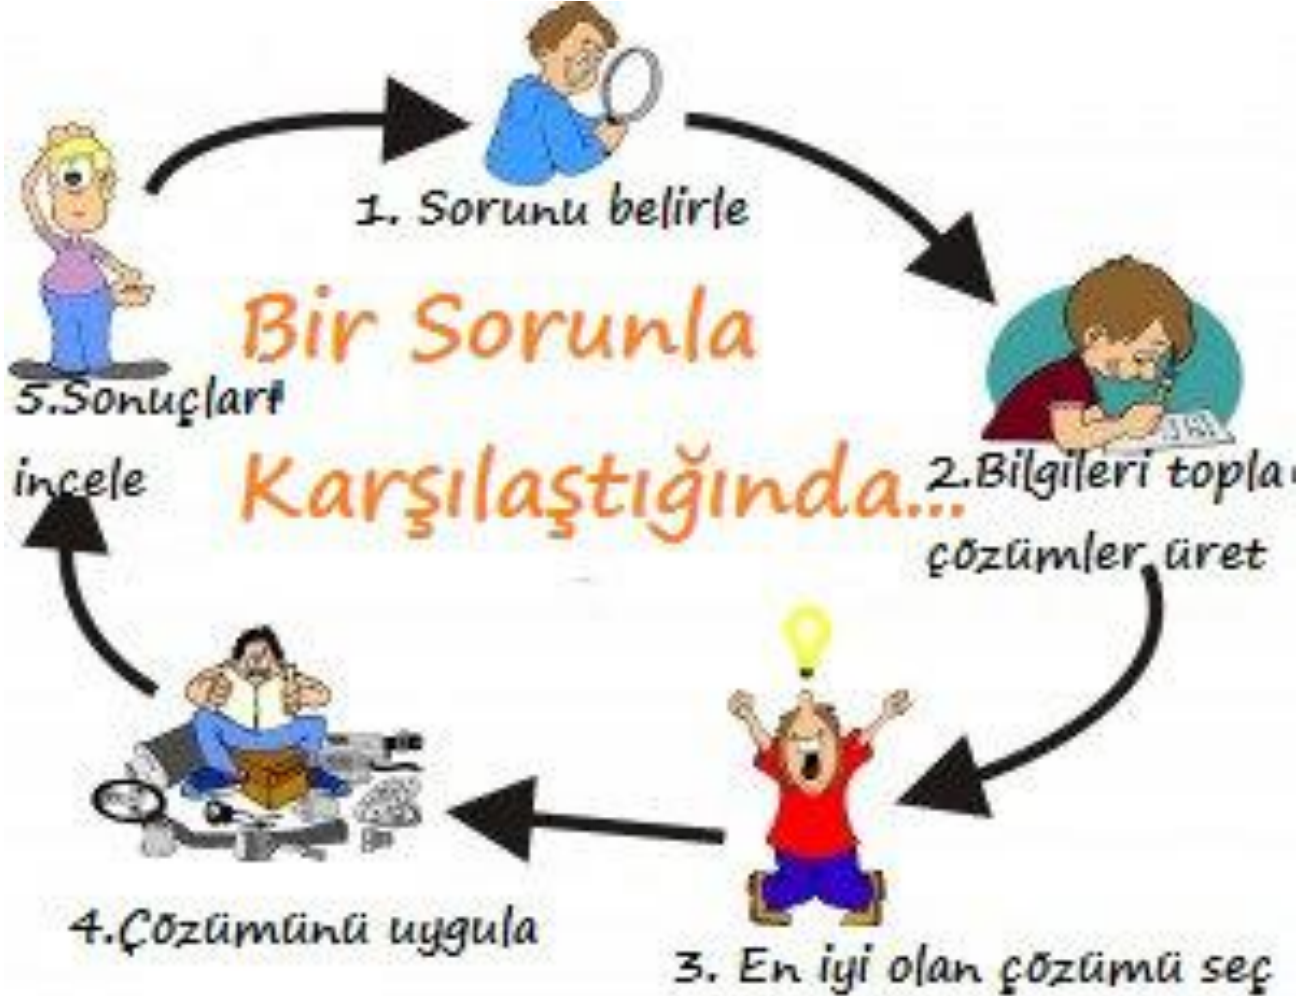 Bir Sorunla
Karşılaştığında...
1. Sorunu belirle
2.Bilgileri topla
çözümler üret
3. En iyi olan çözümü seç
4.Çözümünü uygula
5.Sonuçları
incele